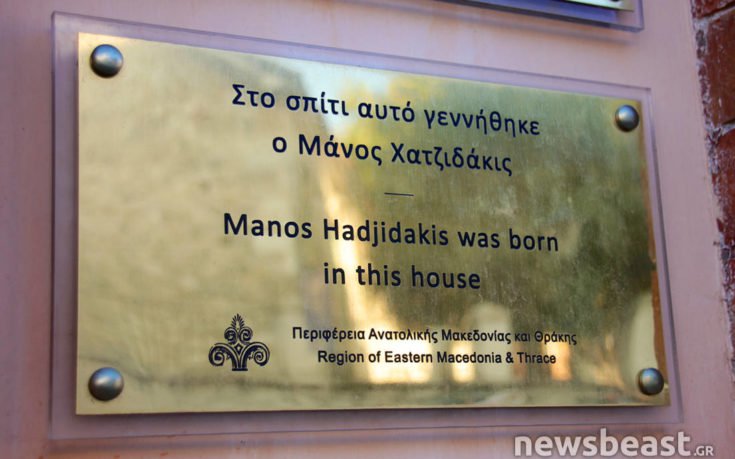 Στο σπίτι αυτό γεννήθηκε
ο Μάνος Χατζιδάκις
Manos Hadjidakis was born
in this house
Περιφέρεια Ανατολικής Μακεδονίας και Θράκης
Region of Eastern Macedonia & Thrace
newsbeast.GR